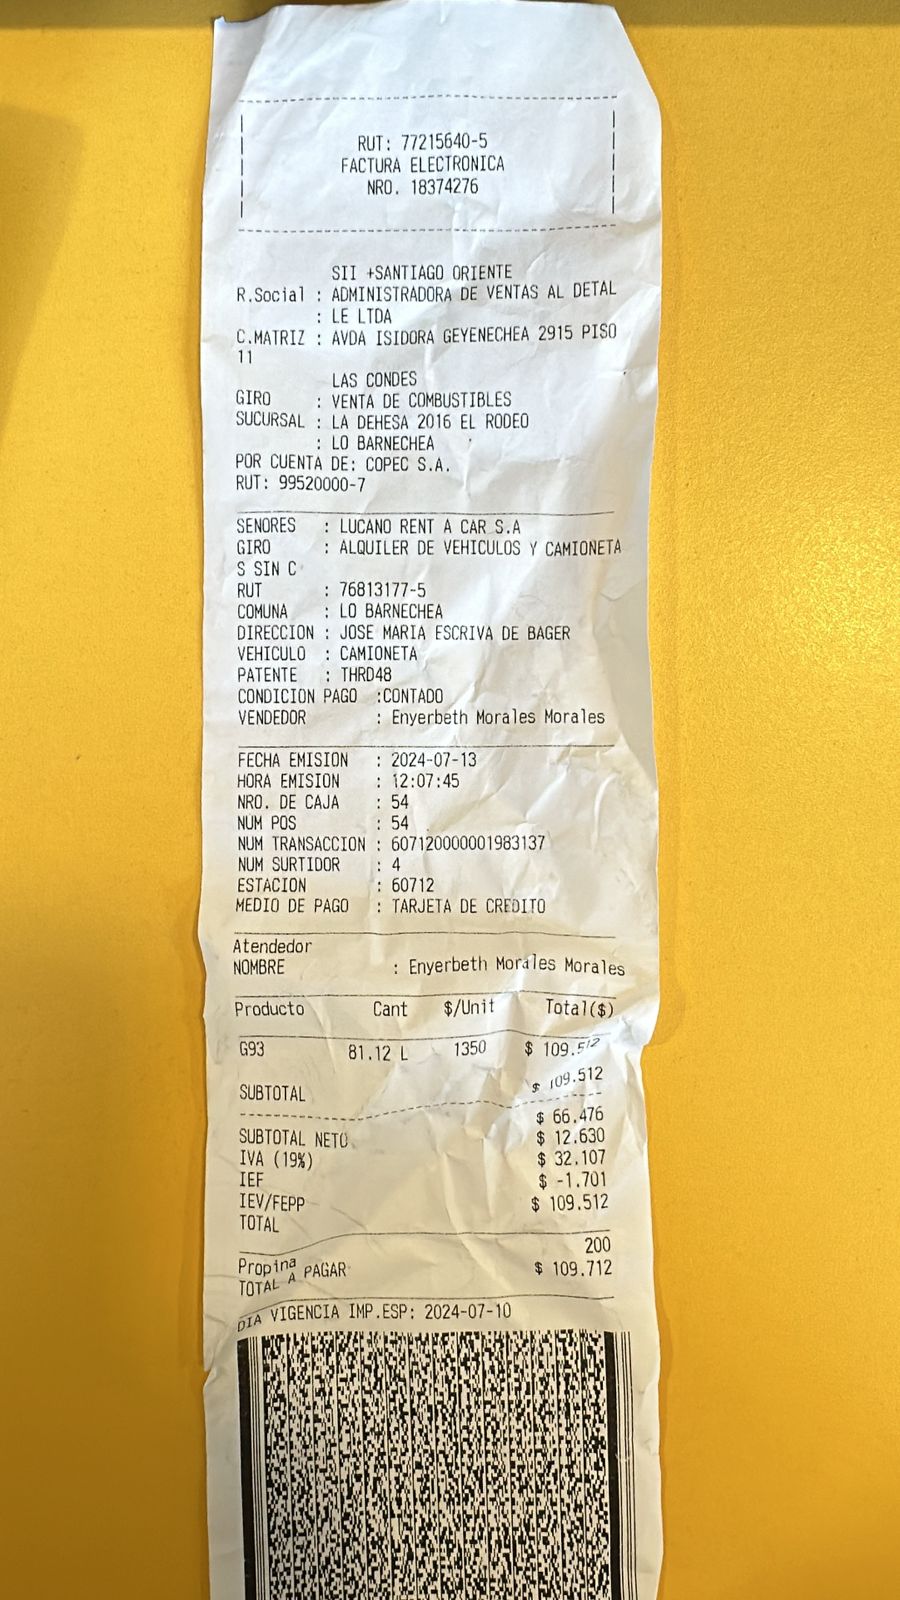 RUT: 77215640-5
FACTURA ELECTRONICA
NRO. 18374276
SII +SANTIAGO ORIENTE
R.Social : ADMINISTRADORA DE VENTAS AL DETAL
: LE LTDA
C.MATRIZ : AVDA ISIDORA GEYENECHEA 2915 PISO
11
LAS CONDES
GIRO : VENTA DE COMBUSTIBLES
SUCURSAL : LA DEHESA 2016 EL RODEO
: LO BARNECHEA
POR CUENTA DE: COPEC S.A.
RUT: 99520000-7
SENORES : LUCANO RENT A CAR S.A
GIRO : ALQUILER DE VEHICULOS Y CAMIONETA
S SIN C
RUT : 76813177-5
COMUNA : LO BARNECHEA
DIRECCION : JOSE MARIA ESCRIVA DE BAGER
VEHICULO : CAMIONETA
PATENTE : THRD48
CONDICION PAGO :CONTADO
VENDEDOR : Enyerbeth Morales Morales
FECHA EMISION : 2024-07-13
HORA EMISION : 12:07:45
NRO. DE CAJA : 54
NUM POS : 54
NUM TRANSACCION : 607120000001983137
NUM SURTIDOR : 4
ESTACION : 60712
MEDIO DE PAGO : TARJETA DE CREDITO
Atendedor
NOMBRE : Enyerbeth Morales Morales
Producto Cant $/Unit Total($)
G93 81.12 L 1350 $ 109.512
SUBTOTAL $ 109.512
SUBTOTAL NETO $ 66.476
IVA (19%) $ 12.630
IEF $ 32.107
IEV/FEPP $ -1.701
TOTAL $ 109.512
Propina 200
TOTAL A PAGAR $ 109.712
DIA VIGENCIA IMP.ESP: 2024-07-10